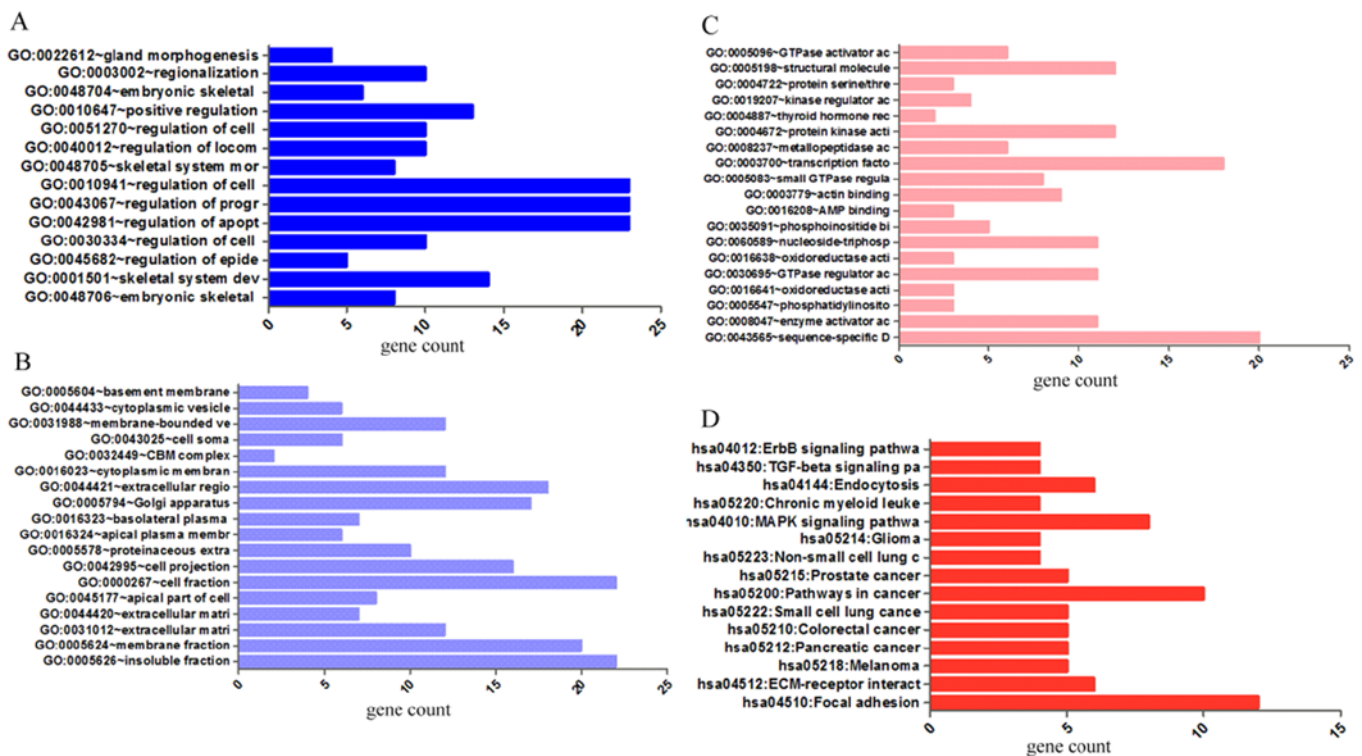 A
GO:0022612~gland morphogenesis
GO:0003002~regionalization
GO:0048704~embryonic skeletal
GO:0010647~positive regulation
GO:0051270~regulation of cell
GO:0040012~regulation of locom
GO:0048705~skeletal system mor
GO:0010941~regulation of cell
GO:0043067~regulation of progr
GO:0042981~regulation of apopt
GO:0030334~regulation of cell
GO:0045682~regulation of epide
GO:0001501~skeletal system dev
GO:0048706~embryonic skeletal
0 5 10 15 20 25
gene count
B
GO:0005604~basement membrane
GO:0044433~cytoplasmic vesicle
GO:0031988~membrane-bounded ve
GO:0043025~cell soma
GO:0032449~CBM complex
GO:0016023~cytoplasmic membran
GO:0044421~extracellular regio
GO:0005794~Golgi apparatus
GO:0016323~basolateral plasma
GO:0016324~apical plasma membr
GO:0005578~proteinaceous extra
GO:0042995~cell projection
GO:0000267~cell fraction
GO:0045177~apical part of cell
GO:0044420~extracellular matri
GO:0031012~extracellular matri
GO:0005624~membrane fraction
GO:0005626~insoluble fraction
0 5 10 15 20 25
gene count
C
GO:0005096~GTPase activator ac
GO:0005198~structural molecule
GO:0004722~protein serine/thre
GO:0019207~kinase regulator ac
GO:0004887~thyroid hormone rec
GO:0004672~protein kinase acti
GO:0008237~metallopeptidase ac
GO:0003700~transcription facto
GO:0005083~small GTPase regula
GO:0003779~actin binding
GO:0016208~AMP binding
GO:0035091~phosphoinositide bi
GO:0060589~nucleoside-triphosp
GO:0016638~oxidoreductase acti
GO:0030695~GTPase regulator ac
GO:0016641~oxidoreductase acti
GO:0005547~phosphatidylinosito
GO:0008047~enzyme activator ac
GO:0043565~sequence-specific D
0 5 10 15 20 25
gene count
D
hsa04012:ErbB signaling pathwa
hsa04350:TGF-beta signaling pa
hsa04144:Endocytosis
hsa05220:Chronic myeloid leuke
hsa04010:MAPK signaling pathwa
hsa05214:Glioma
hsa05223:Non-small cell lung c
hsa05215:Prostate cancer
hsa05200:Pathways in cancer
hsa05222:Small cell lung cance
hsa05210:Colorectal cancer
hsa05212:Pancreatic cancer
hsa05218:Melanoma
hsa04512:ECM-receptor interact
hsa04510:Focal adhesion
0 5 10 15
gene count